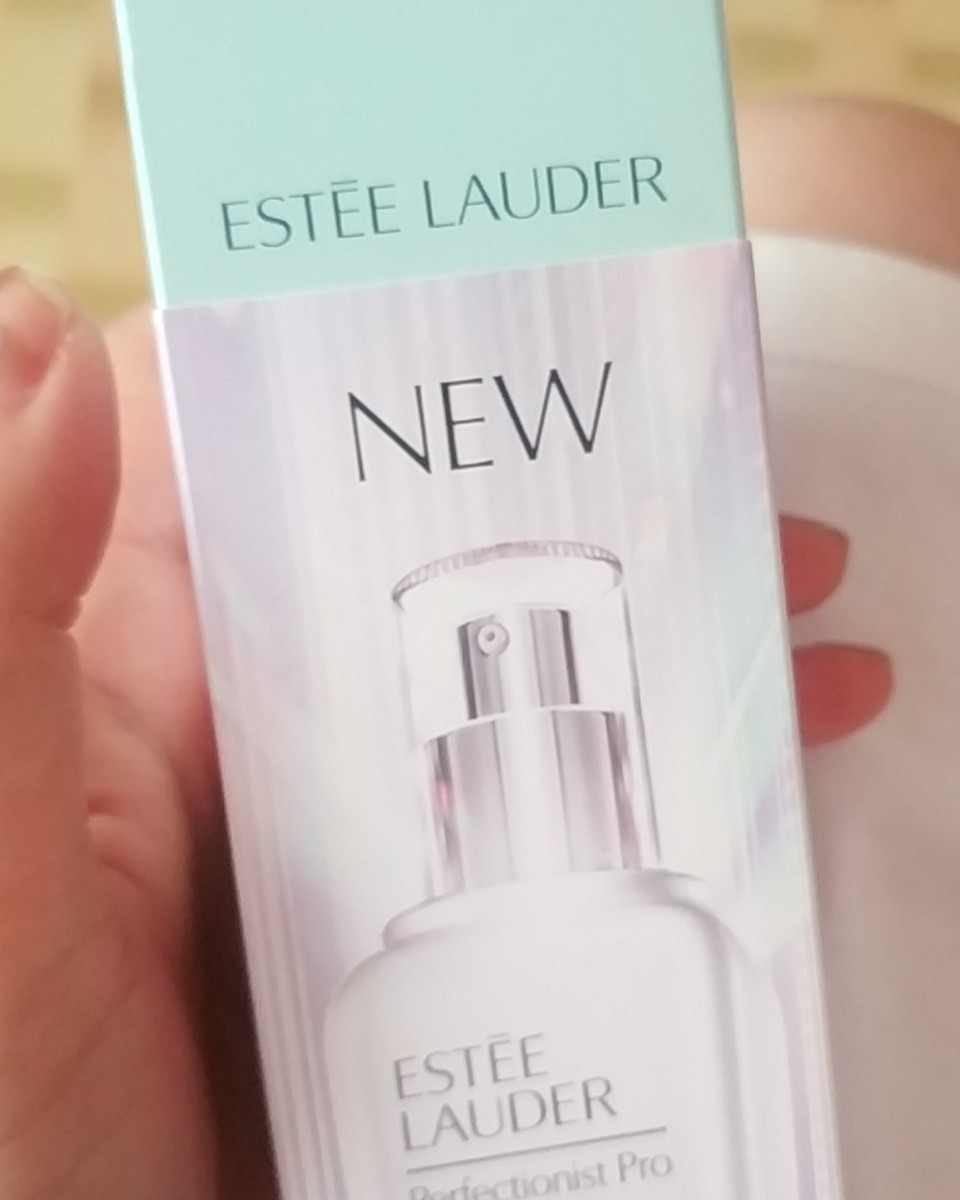 ESTĒE LAUDER
NEW
ESTĒE
LAUDER
Perfectionist Pro